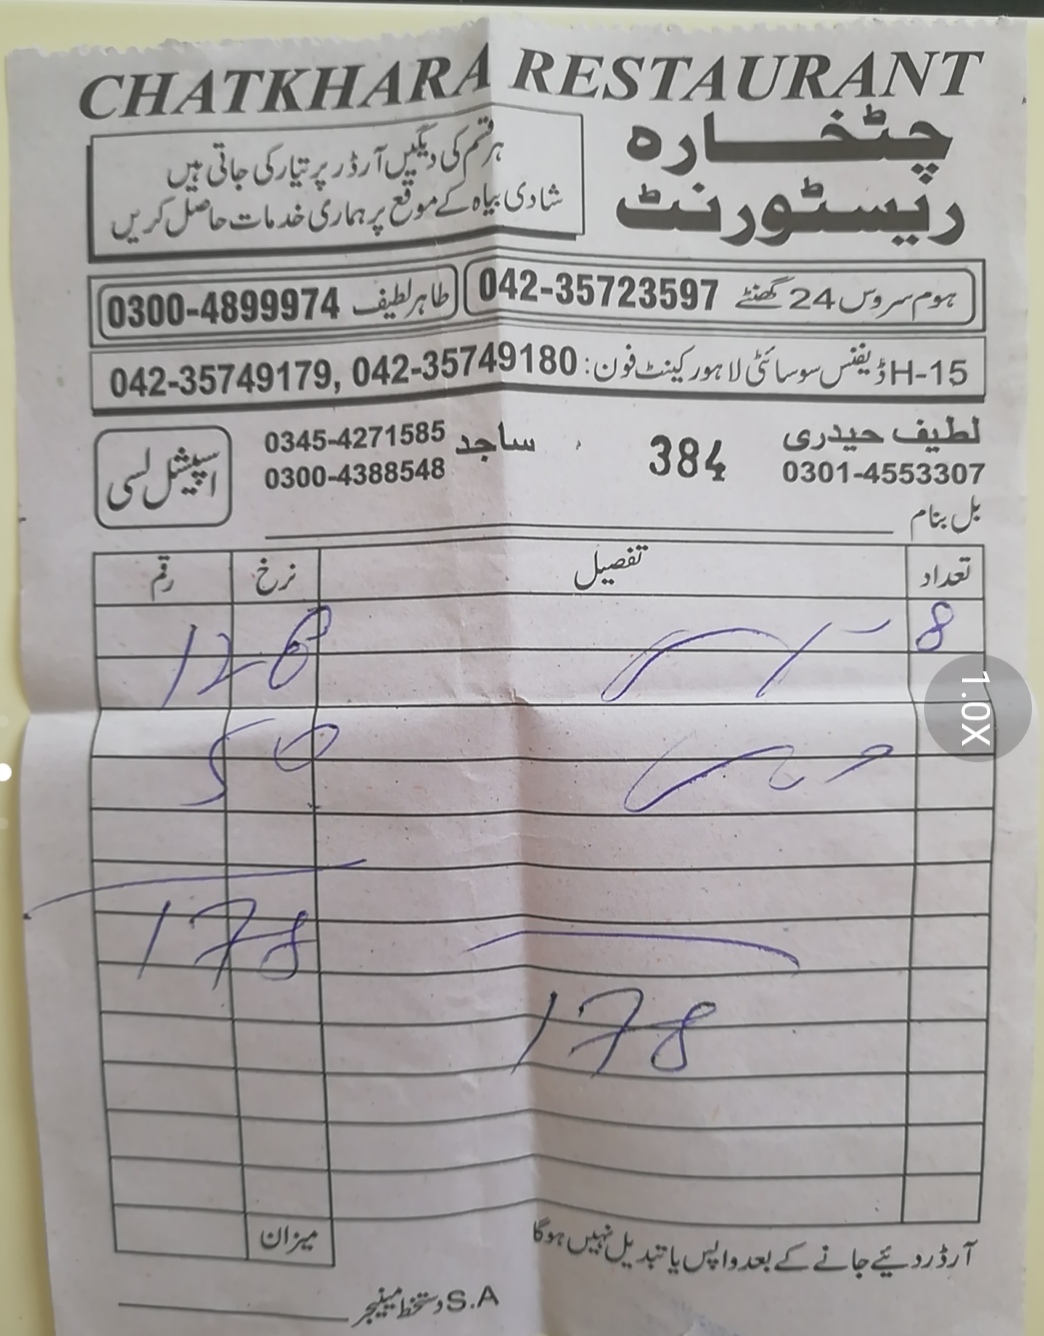 CHATKHARA RESTAURANT
چٹخارہ
ریسٹورنٹ
ہر قسم کی دیگیں آرڈر پر تیار کی جاتی ہیں
شادی بیاہ کے موقع پر ہماری خدمات حاصل کریں
ہوم سروس 24 گھنٹے 042-35723597
طاہر لطیف 0300-4899974
H-15 ڈیفنس سوسائٹی لاہور کینٹ فون: 042-35749179, 042-35749180
لطیف حیدری
0301-4553307
384
ساجد 0345-4271585
0300-4388548
اسپیشل لسی
بل بنام
تعداد تفصیل نرخ رقم
8 128
50
178
178
میزان
آرڈر دیئے جانے کے بعد واپس یا تبدیل نہیں ہوگا
S.A دستخط مینیجر
1.0X